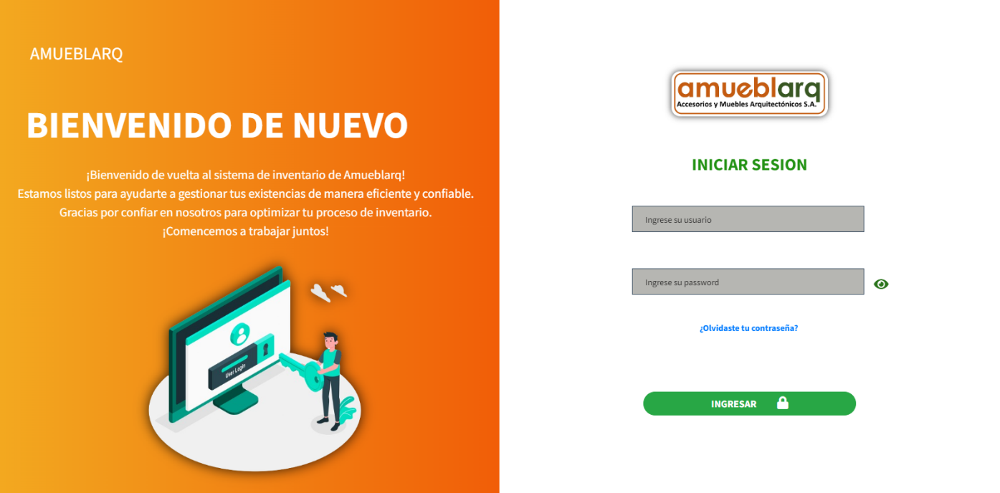 AMUEBLARQ
BIENVENIDO DE NUEVO
¡Bienvenido de vuelta al sistema de inventario de Amueblarq!
Estamos listos para ayudarte a gestionar tus existencias de manera eficiente y confiable.
Gracias por confiar en nosotros para optimizar tu proceso de inventario.
¡Comencemos a trabajar juntos!
User Login
amueblarq
Accesorios y Muebles Arquitectónicos S.A.
INICIAR SESION
Ingrese su usuario
Ingrese su password
¿Olvidaste tu contraseña?
INGRESAR